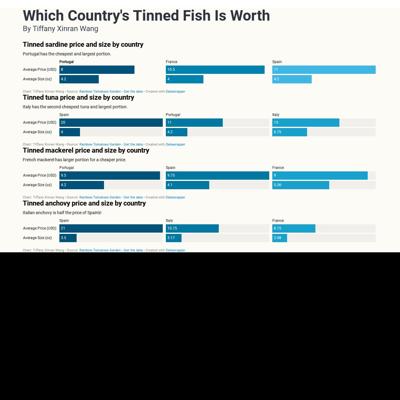 Which Country's Tinned Fish Is Worth
By Tiffany Xinran Wang
Tinned sardine price and size by country
Portugal has the cheapest and largest portion.
Portugal France Spain
Average Price (USD) 8 10.5 11
Average Size (oz) 4.2 4 4.2
Chart: Tiffany Xinran Wang • Source: Rainbow Tomatoes Garden • Get the data • Created with Datawrapper
Tinned tuna price and size by country
Italy has the second cheapest tuna and largest portion.
Spain Portugal Italy
Average Price (USD) 20 11
Average Size (oz) 4 4.2 6.75
Chart: Tiffany Xinran Wang • Source: Rainbow Tomatoes Garden • Get the data • Created with Datawrapper
Tinned mackerel price and size by country
French mackerel has larger portion for a cheaper price.
Portugal Spain France
Average Price (USD) 9.5 9.75 9
Average Size (oz) 4.2 4.1 5.36
Chart: Tiffany Xinran Wang • Source: Rainbow Tomatoes Garden • Get the data • Created with Datawrapper
Tinned anchovy price and size by country
Italian anchovy is half the price of Spains!
Spain Italy France
Average Price (USD) 21 10.75 8.75
Average Size (oz) 3.5 3.17
Chart: Tiffany Xinran Wang • Source: Rainbow Tomatoes Garden • Get the data • Created with Datawrapper